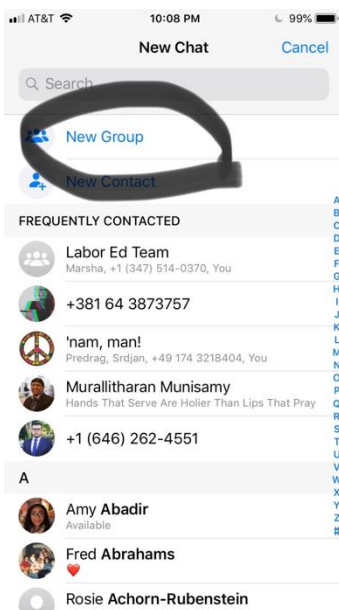 AT&T 10:08 PM 99%
New Chat Cancel
Search
New Group
New Contact
FREQUENTLY CONTACTED
Labor Ed Team
Marsha, +1 (347) 514-0370, You
+381 64 3873757
'nam, man!
Predrag, Srdjan, +49 174 3218404, You
Murallitharan Munisamy
Hands That Serve Are Holier Than Lips That Pray
+1 (646) 262-4551
A
Amy Abadir
Available
Fred Abrahams
❤️
Rosie Achorn-Rubenstein
A
B
C
D
E
F
G
H
I
J
K
L
M
N
O
P
Q
R
S
T
U
V
W
X
Y
Z
#